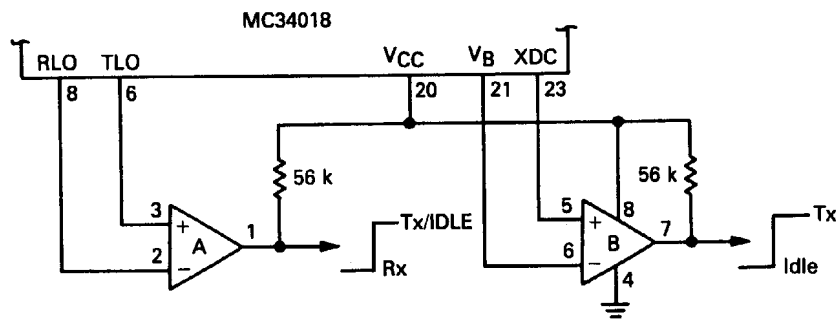 MC34018
RLO TLO VCC VB XDC
8 6 20 21 23
56 k 56 k
3 + A 1 Tx/IDLE 5 + B 8 7 Tx
2 − Rx 6 − 4 Idle